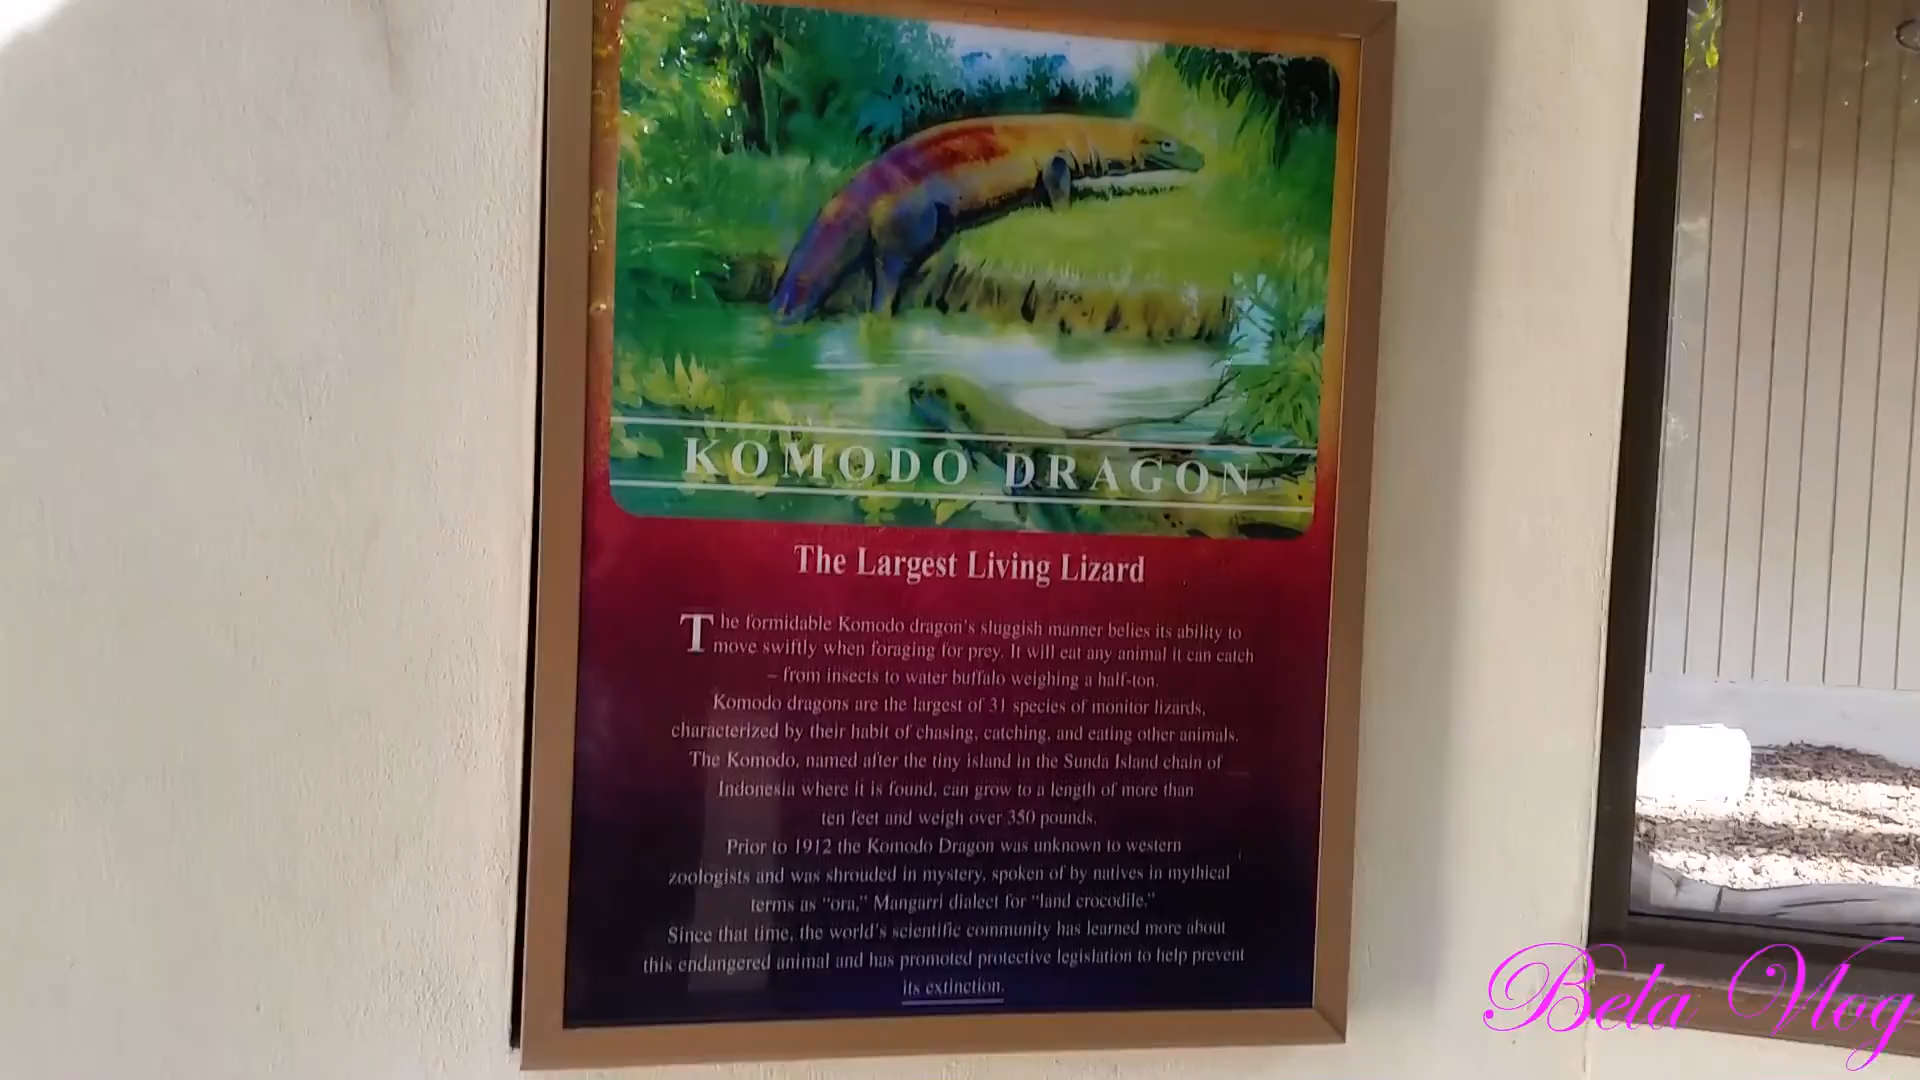 KOMODO DRAGON
The Largest Living Lizard
The formidable Komodo dragon's sluggish manner belies its ability to
move swiftly when foraging for prey. It will eat any animal it can catch
– from insects to water buffalo weighing a half-ton.
Komodo dragons are the largest of 31 species of monitor lizards,
characterized by their habit of chasing, catching, and eating other animals.
The Komodo, named after the tiny island in the Sunda Island chain of
Indonesia where it is found, can grow to a length of more than
ten feet and weigh over 350 pounds.
Prior to 1912 the Komodo Dragon was unknown to western
zoologists and was shrouded in mystery, spoken of by natives in mythical
terms as "ora," Mangarri dialect for "land crocodile."
Since that time, the world's scientific community has learned more about
this endangered animal and has promoted protective legislation to help prevent
its extinction.
Beta Vlog